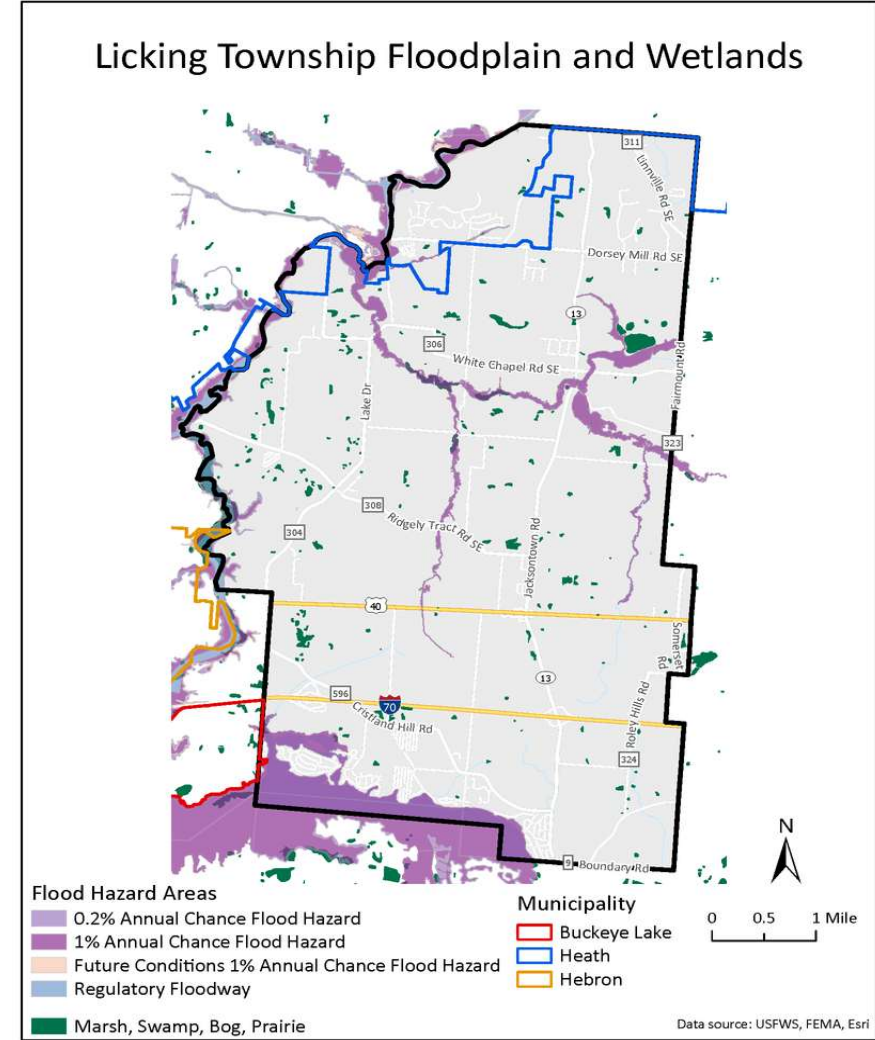 Licking Township Floodplain and Wetlands
311
Linnville Rd SE
Dorsey Mill Rd SE
13
306
White Chapel Rd SE
Fairmount Rd
Lake Dr
323
308
Ridgely Tract Rd SE
304
Jacksontown Rd
40
Somerset Rd
13
596
70
Cristland Hill Rd
Roley Hills Rd
324
9
Boundary Rd
N
Flood Hazard Areas
0.2% Annual Chance Flood Hazard
1% Annual Chance Flood Hazard
Future Conditions 1% Annual Chance Flood Hazard
Regulatory Floodway
Marsh, Swamp, Bog, Prairie
Municipality
Buckeye Lake
Heath
Hebron
0 0.5 1 Mile
Data source: USFWS, FEMA, Esri